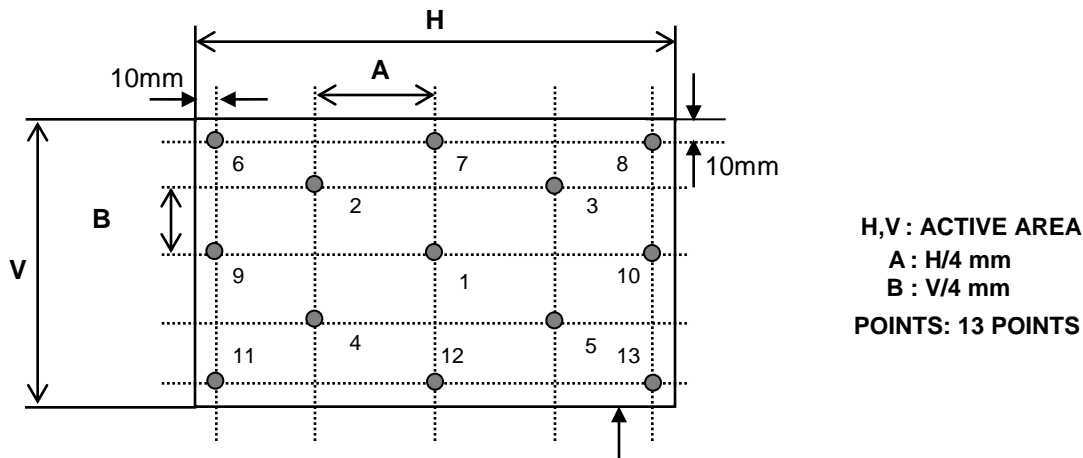 H
A
10mm
6
7
8
10mm
2
3
B
V
9
1
10
4
5
11
12
13
H,V : ACTIVE AREA
A : H/4 mm
B : V/4 mm
POINTS: 13 POINTS